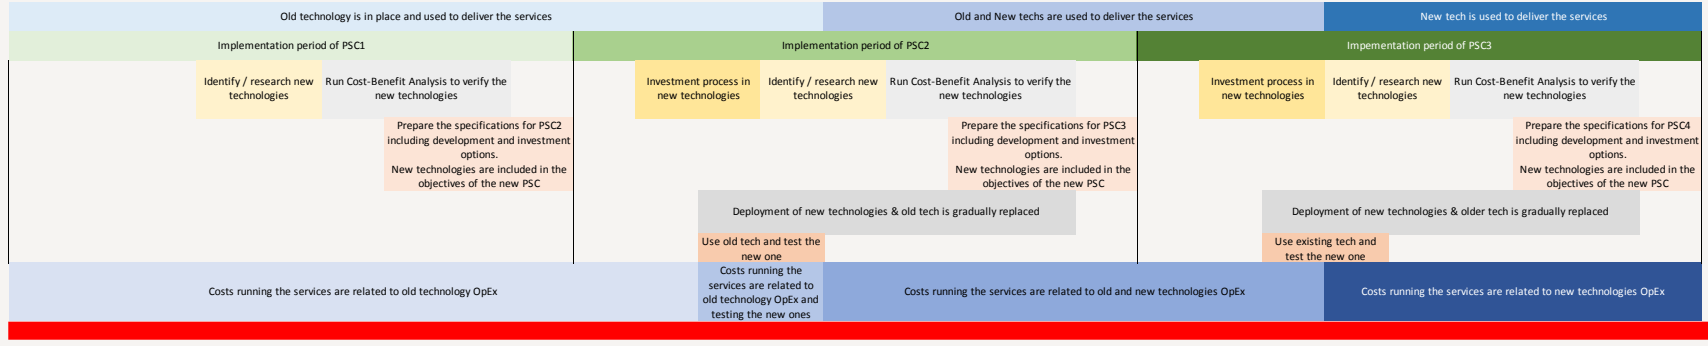 Old technology is in place and used to deliver the services
Old and New techs are used to deliver the services
New tech is used to deliver the services
Implementation period of PSC1
Implementation period of PSC2
Impementation period of PSC3
Identify / research new
technologies
Run Cost-Benefit Analysis to verify the
new technologies
Investment process in
new technologies
Identify / research new
technologies
Run Cost-Benefit Analysis to verify the
new technologies
Investment process in
new technologies
Identify / research new
technologies
Run Cost-Benefit Analysis to verify the
new technologies
Prepare the specifications for PSC2
including development and investment
options.
New technologies are included in the
objectives of the new PSC
Prepare the specifications for PSC3
including development and investment
options.
New technologies are included in the
objectives of the new PSC
Prepare the specifications for PSC4
including development and investment
options.
New technologies are included in the
objectives of the new PSC
Deployment of new technologies & old tech is gradually replaced
Deployment of new technologies & older tech is gradually replaced
Use old tech and test the
new one
Use existing tech and
test the new one
Costs running the services are related to old technology OpEx
Costs running the
services are related to
old technology OpEx and
testing the new ones
Costs running the services are related to old and new technologies OpEx
Costs running the services are related to new technologies OpEx